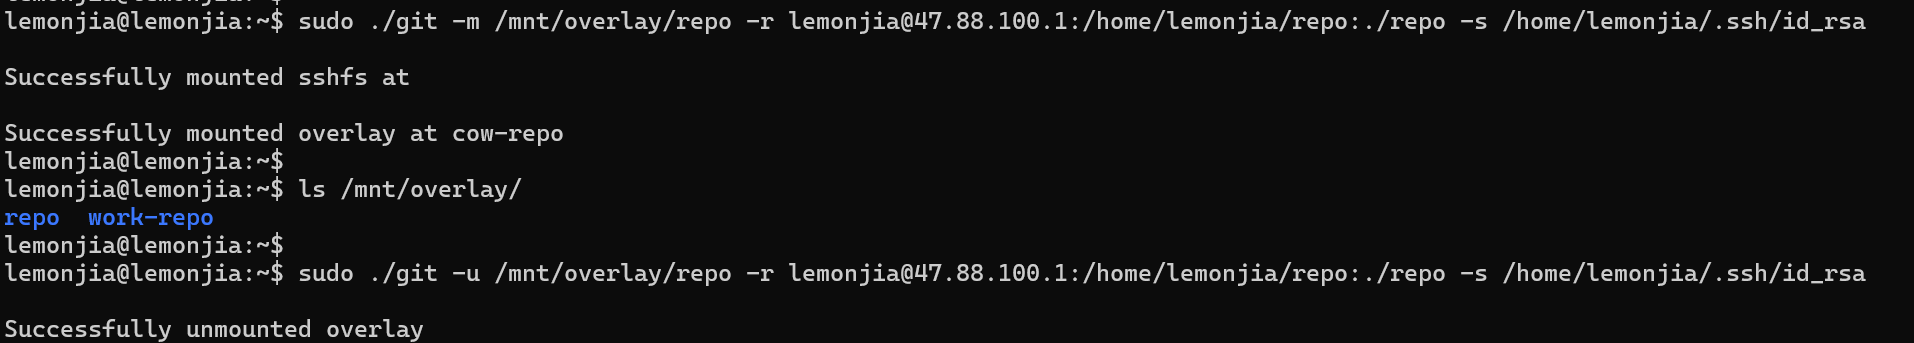 lemonjia@lemonjia:~$ sudo ./git -m /mnt/overlay/repo -r lemonjia@47.88.100.1:/home/lemonjia/repo:./repo -s /home/lemonjia/.ssh/id_rsa
Successfully mounted sshfs at
Successfully mounted overlay at cow-repo
lemonjia@lemonjia:~$
lemonjia@lemonjia:~$ ls /mnt/overlay/
repo  work-repo
lemonjia@lemonjia:~$
lemonjia@lemonjia:~$ sudo ./git -u /mnt/overlay/repo -r lemonjia@47.88.100.1:/home/lemonjia/repo:./repo -s /home/lemonjia/.ssh/id_rsa
Successfully unmounted overlay